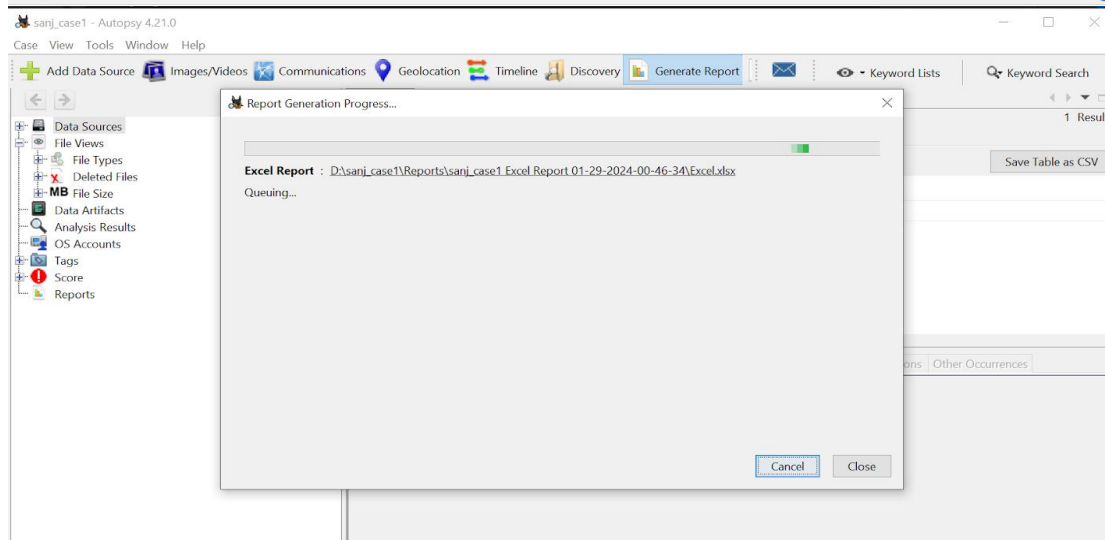 sanj_case1 - Autopsy 4.21.0
Case View Tools Window Help
Add Data Source Images/Videos Communications Geolocation Timeline Discovery Generate Report Keyword Lists Keyword Search
Report Generation Progress...
1 Resul
Data Sources
File Views
File Types
Deleted Files
MB File Size
Data Artifacts
Analysis Results
OS Accounts
Tags
Score
Reports
Save Table as CSV
Excel Report : D:\sanj_case1\Reports\sanj_case1 Excel Report 01-29-2024-00-46-34\Excel.xlsx
Queuing...
ons Other Occurrences
Cancel Close